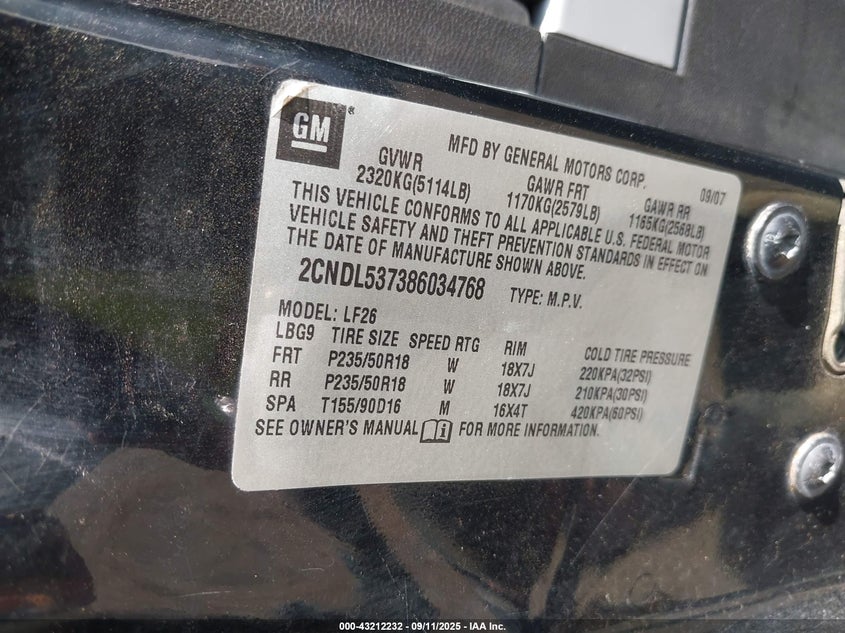 GM®
MFD BY GENERAL MOTORS CORP. 09/07
GVWR GAWR FRT GAWR RR
2320KG(5114LB) 1170KG(2579LB) 1165KG(2568LB)
THIS VEHICLE CONFORMS TO ALL APPLICABLE U.S. FEDERAL MOTOR
VEHICLE SAFETY AND THEFT PREVENTION STANDARDS IN EFFECT ON
THE DATE OF MANUFACTURE SHOWN ABOVE.
2CNDL537386034768 TYPE: M.P.V.
MODEL: LF26
LBG9 TIRE SIZE SPEED RTG RIM COLD TIRE PRESSURE
FRT P235/50R18 W 18X7J 220KPA(32PSI)
RR P235/50R18 W 18X7J 210KPA(30PSI)
SPA T155/90D16 M 16X4T 420KPA(60PSI)
SEE OWNER'S MANUAL FOR MORE INFORMATION.
000-43212232 - 09/11/2025 - IAA Inc.